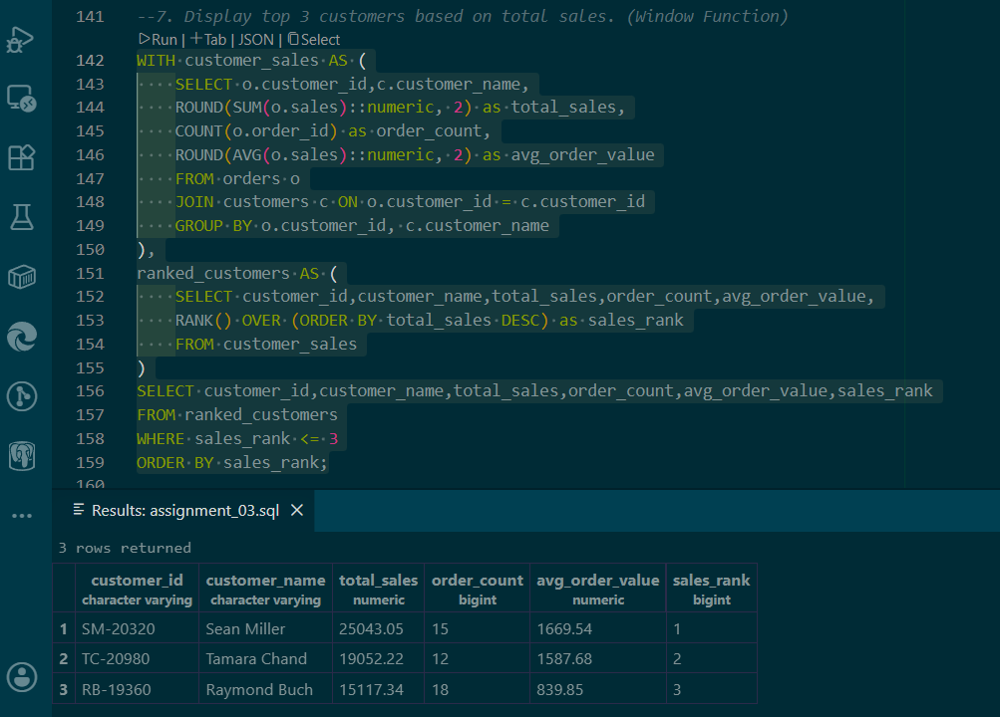 141 --7. Display top 3 customers based on total sales. (Window Function)
Run | Tab | JSON | Select
142 WITH customer_sales AS (
143 SELECT o.customer_id,c.customer_name,
144 ROUND(SUM(o.sales)::numeric, 2) as total_sales,
145 COUNT(o.order_id) as order_count,
146 ROUND(AVG(o.sales)::numeric, 2) as avg_order_value
147 FROM orders o
148 JOIN customers c ON o.customer_id = c.customer_id
149 GROUP BY o.customer_id, c.customer_name
150 ),
151 ranked_customers AS (
152 SELECT customer_id,customer_name,total_sales,order_count,avg_order_value,
153 RANK() OVER (ORDER BY total_sales DESC) as sales_rank
154 FROM customer_sales
155 )
156 SELECT customer_id,customer_name,total_sales,order_count,avg_order_value,sales_rank
157 FROM ranked_customers
158 WHERE sales_rank <= 3
159 ORDER BY sales_rank;
160
Results: assignment_03.sql
3 rows returned
customer_id customer_name total_sales order_count avg_order_value sales_rank
character varying character varying numeric bigint numeric bigint
1 SM-20320 Sean Miller 25043.05 15 1669.54 1
2 TC-20980 Tamara Chand 19052.22 12 1587.68 2
3 RB-19360 Raymond Buch 15117.34 18 839.85 3